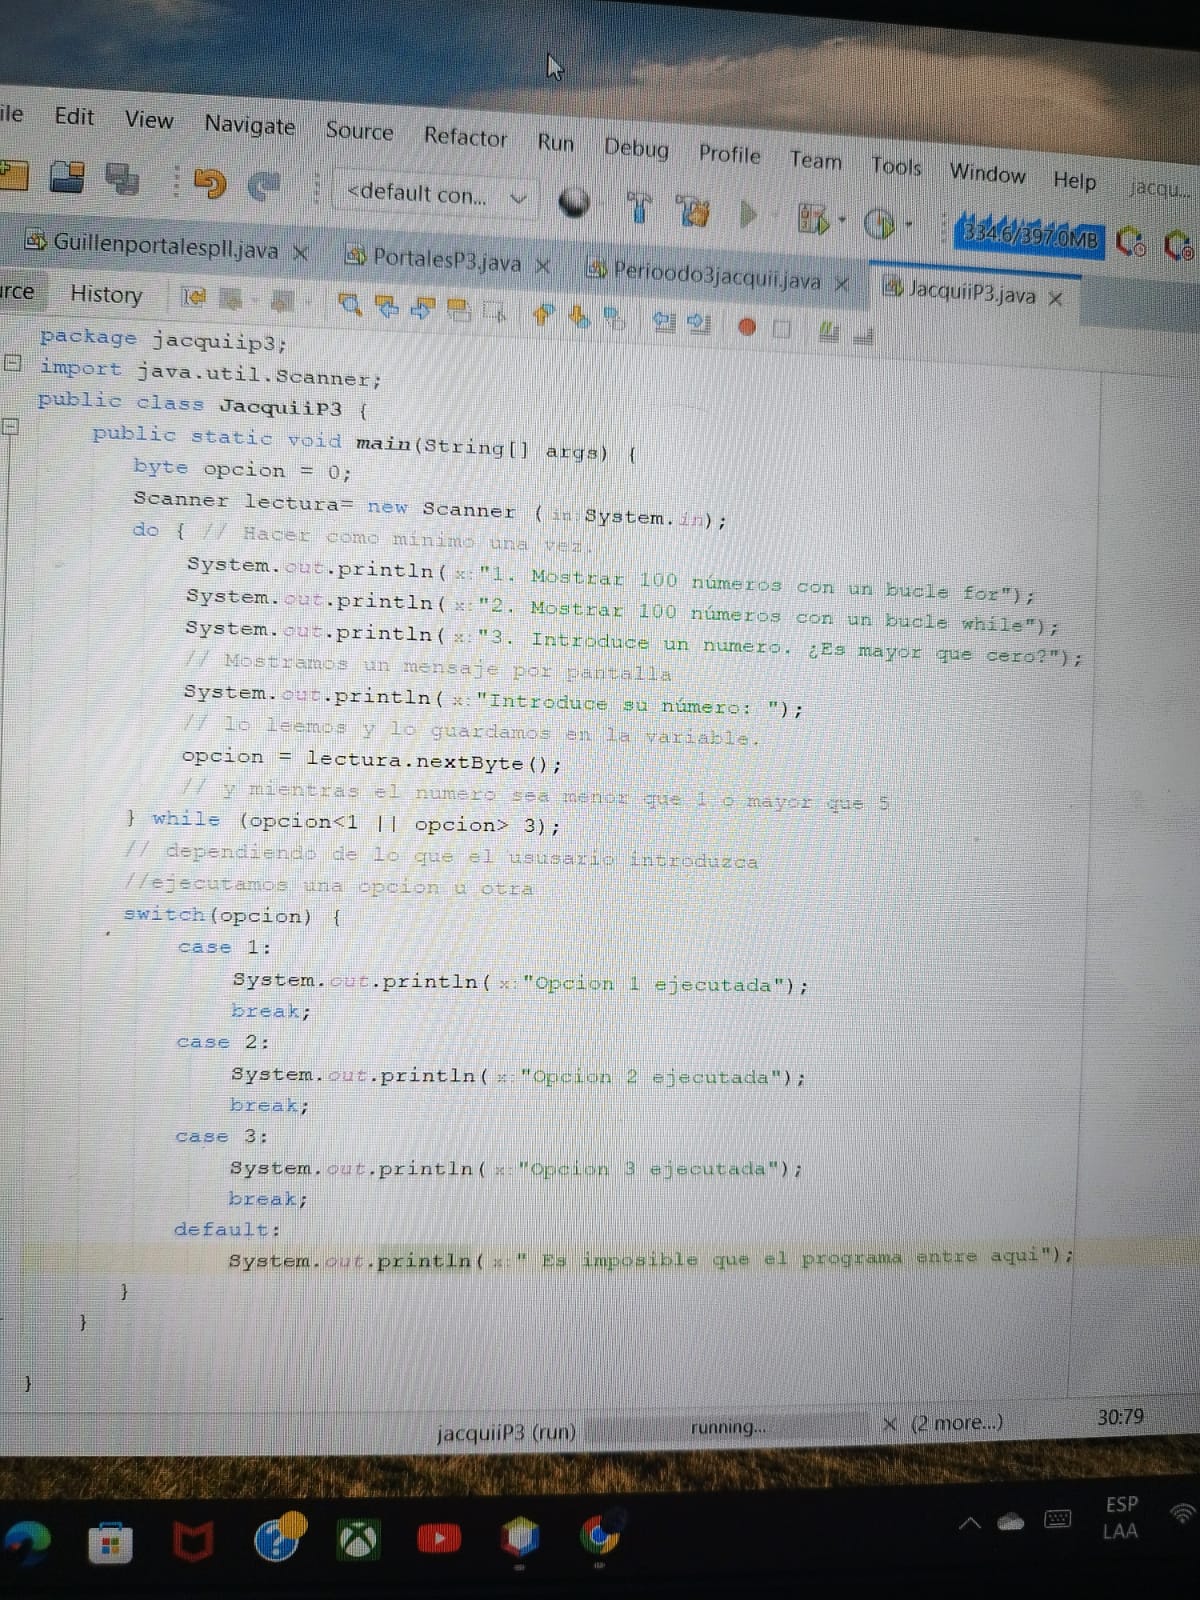 ile Edit View Navigate Source Refactor Run Debug Profile Team Tools Window Help jacqu...
<default con... 334.6/397.0MB
Guillenportalespll.java PortalesP3.java Perioodo3jacquii.java JacquiiP3.java
rce History
package jacquiip3;
import java.util.Scanner;
public class JacquiiP3 {
public static void main(String[] args) {
byte opcion = 0;
Scanner lectura= new Scanner ( in:System.in);
do { // Hacer como minimo una vez.
System.out.println( x:"1. Mostrar 100 números con un bucle for");
System.out.println( x:"2. Mostrar 100 números con un bucle while");
System.out.println( x:"3. Introduce un numero. ¿Es mayor que cero?");
// Mostramos un mensaje por pantalla
System.out.println( x:"Introduce su número: ");
// lo leemos y lo guardamos en la variable.
opcion = lectura.nextByte();
// y mientras el numero sea menor que 1 o mayor que 5
} while (opcion<1 || opcion> 3);
// dependiendo de lo que el ususario introduzca
//ejecutamos una opcion u otra
switch(opcion) {
case 1:
System.out.println( x:"Opcion 1 ejecutada");
break;
case 2:
System.out.println( x:"Opcion 2 ejecutada");
break;
case 3:
System.out.println( x:"Opcion 3 ejecutada");
break;
default:
System.out.println( x:" Es imposible que el programa entre aqui");
}
}
}
jacquiiP3 (run) running... (2 more...) 30:79
ESP
LAA